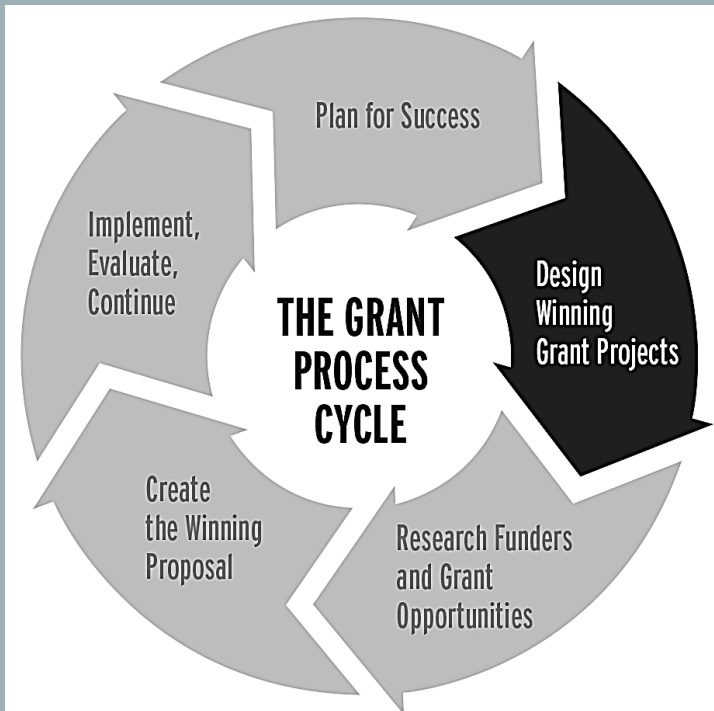 Plan for Success
Design
Winning
Grant Projects
Research Funders
and Grant
Opportunities
Create
the Winning
Proposal
Implement,
Evaluate,
Continue
THE GRANT
PROCESS
CYCLE